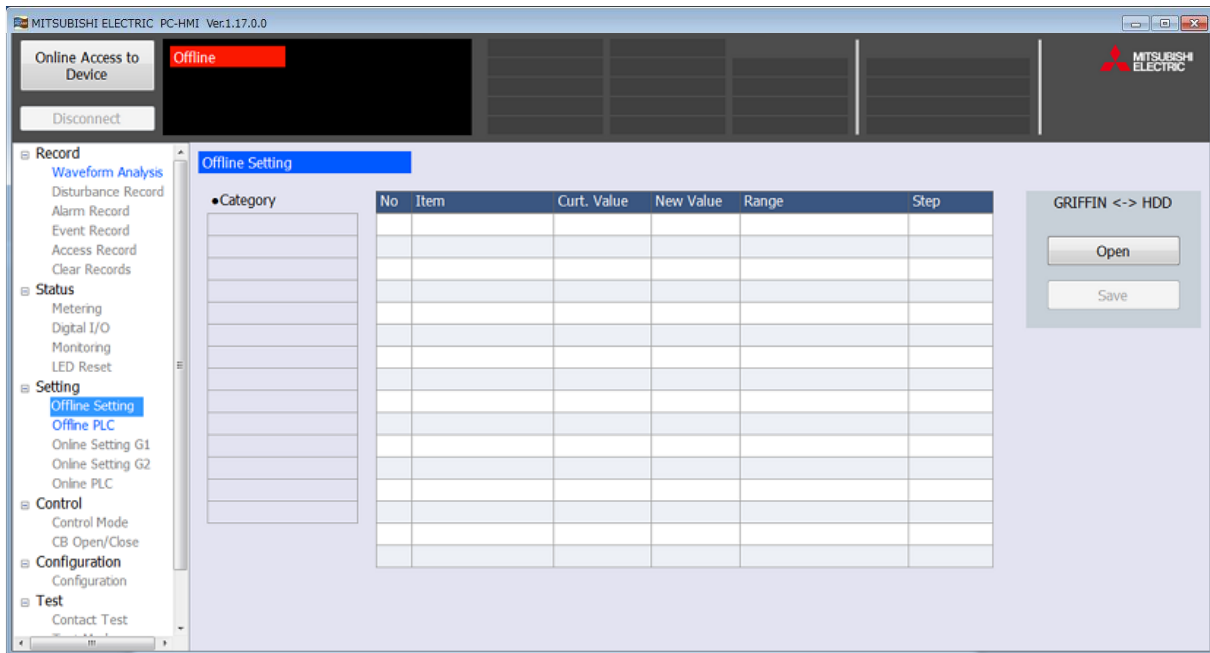 MITSUBISHI ELECTRIC PC-HMI Ver.1.17.0.0
Online Access to
Device
Disconnect
Offline
MITSUBISHI
ELECTRIC
Record
Waveform Analysis
Disturbance Record
Alarm Record
Event Record
Access Record
Clear Records
Status
Metering
Digital I/O
Monitoring
LED Reset
Setting
Offline Setting
Offline PLC
Online Setting G1
Online Setting G2
Online PLC
Control
Control Mode
CB Open/Close
Configuration
Configuration
Test
Contact Test
Offline Setting
●Category
No Item Curt. Value New Value Range Step
GRIFFIN <-> HDD
Open
Save